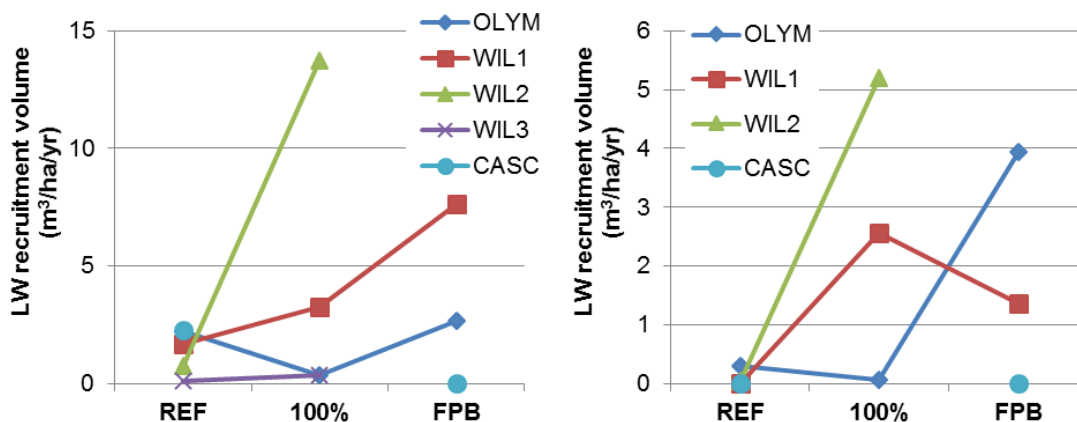 LW recruitment volume
(m³/ha/yr)
15
10
5
0
REF
100%
FPB
OLYM
WIL1
WIL2
WIL3
CASC
LW recruitment volume
(m³/ha/yr)
6
5
4
3
2
1
0
REF
100%
FPB
OLYM
WIL1
WIL2
CASC